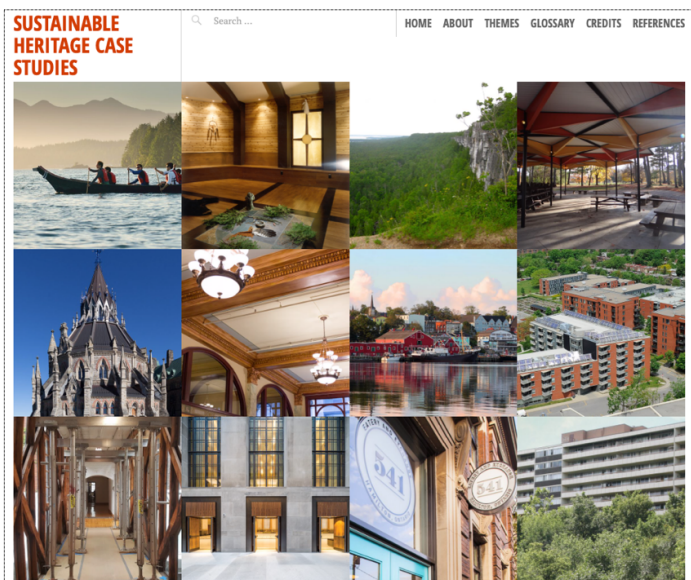 SUSTAINABLE
HERITAGE CASE
STUDIES
Search ...
HOME ABOUT THEMES GLOSSARY CREDITS REFERENCES
541
541